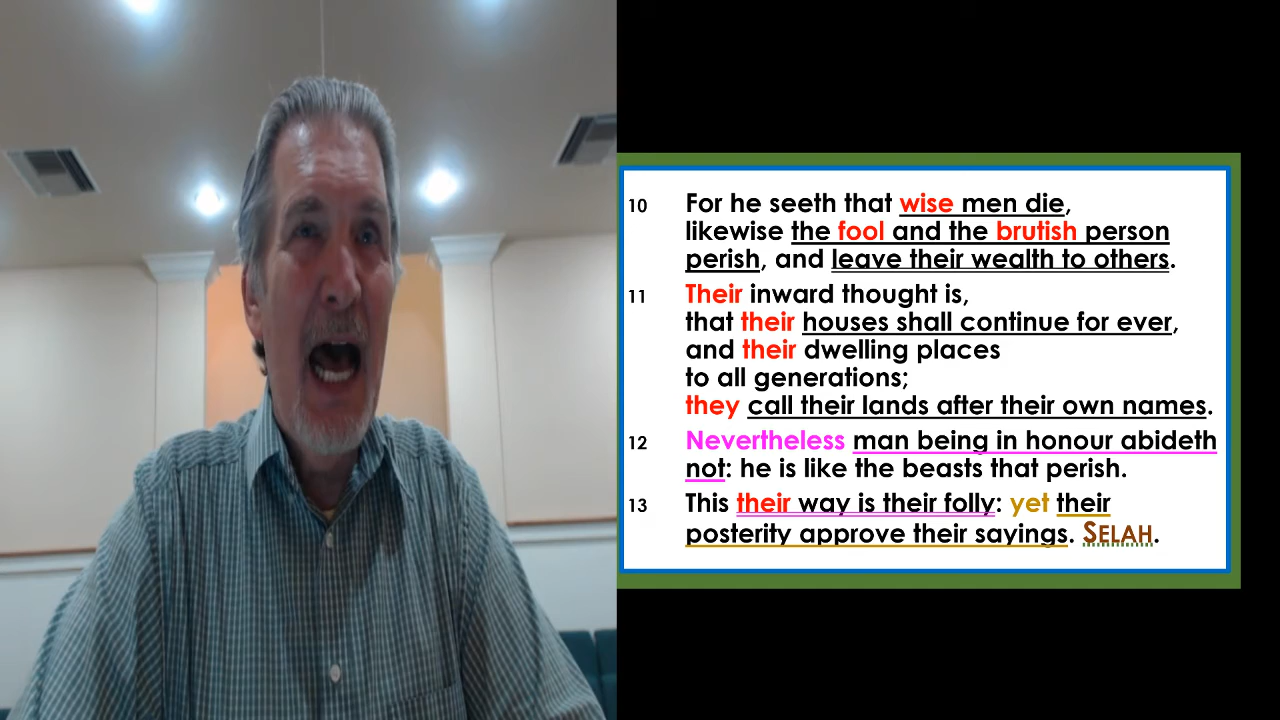 10 For he seeth that wise men die,
likewise the fool and the brutish person
perish, and leave their wealth to others.
11 Their inward thought is,
that their houses shall continue for ever,
and their dwelling places
to all generations;
they call their lands after their own names.
12 Nevertheless man being in honour abideth
not: he is like the beasts that perish.
13 This their way is their folly: yet their
posterity approve their sayings. SELAH.